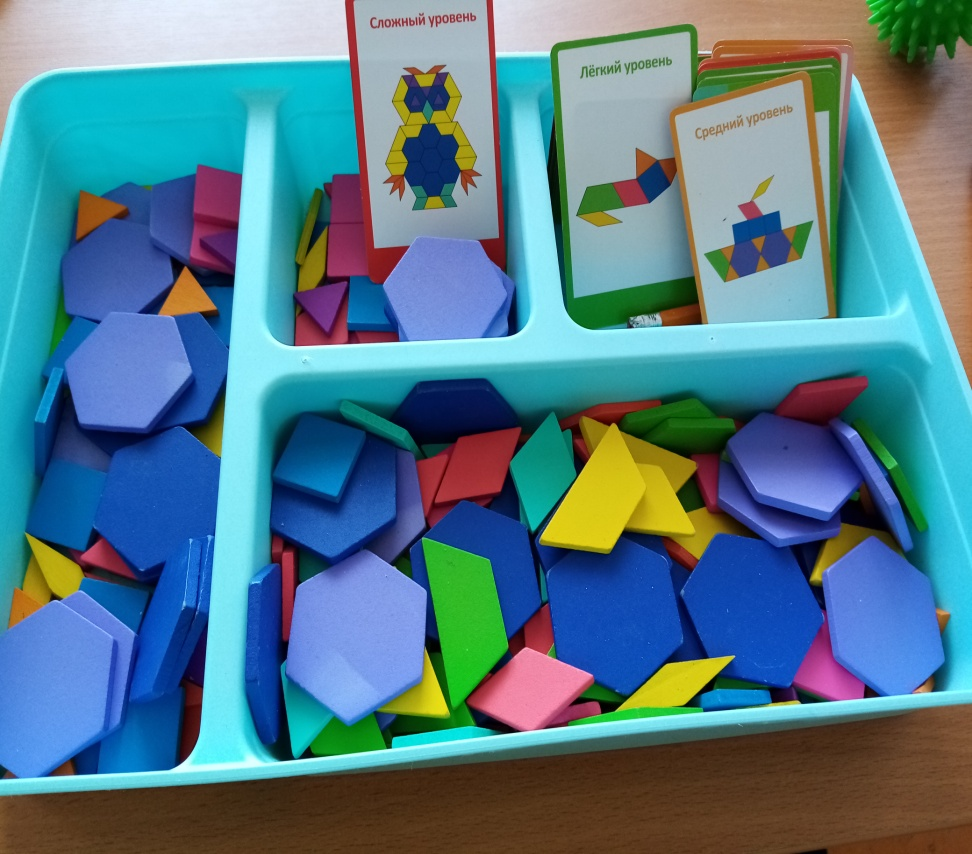 Сложный уровень
Лёгкий уровень
Средний уровень